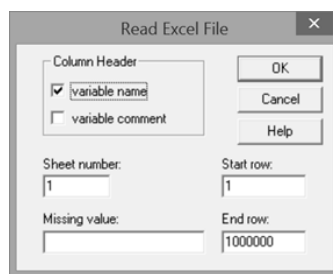 Read Excel File
Column Header
variable name
variable comment
OK
Cancel
Help
Sheet number:
1
Start row:
1
Missing value:
End row:
1000000